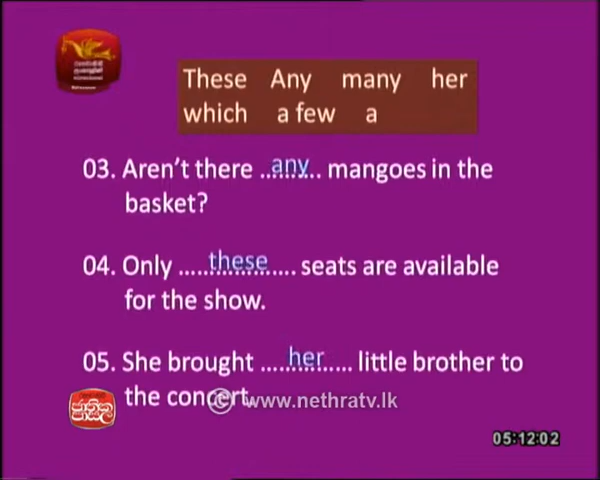 These Any many her
which a few a
03. Aren't there ...any... mangoes in the
basket?
04. Only ......these...... seats are available
for the show.
05. She brought .....her..... little brother to
the concert.
© www.nethratv.lk
05:12:02